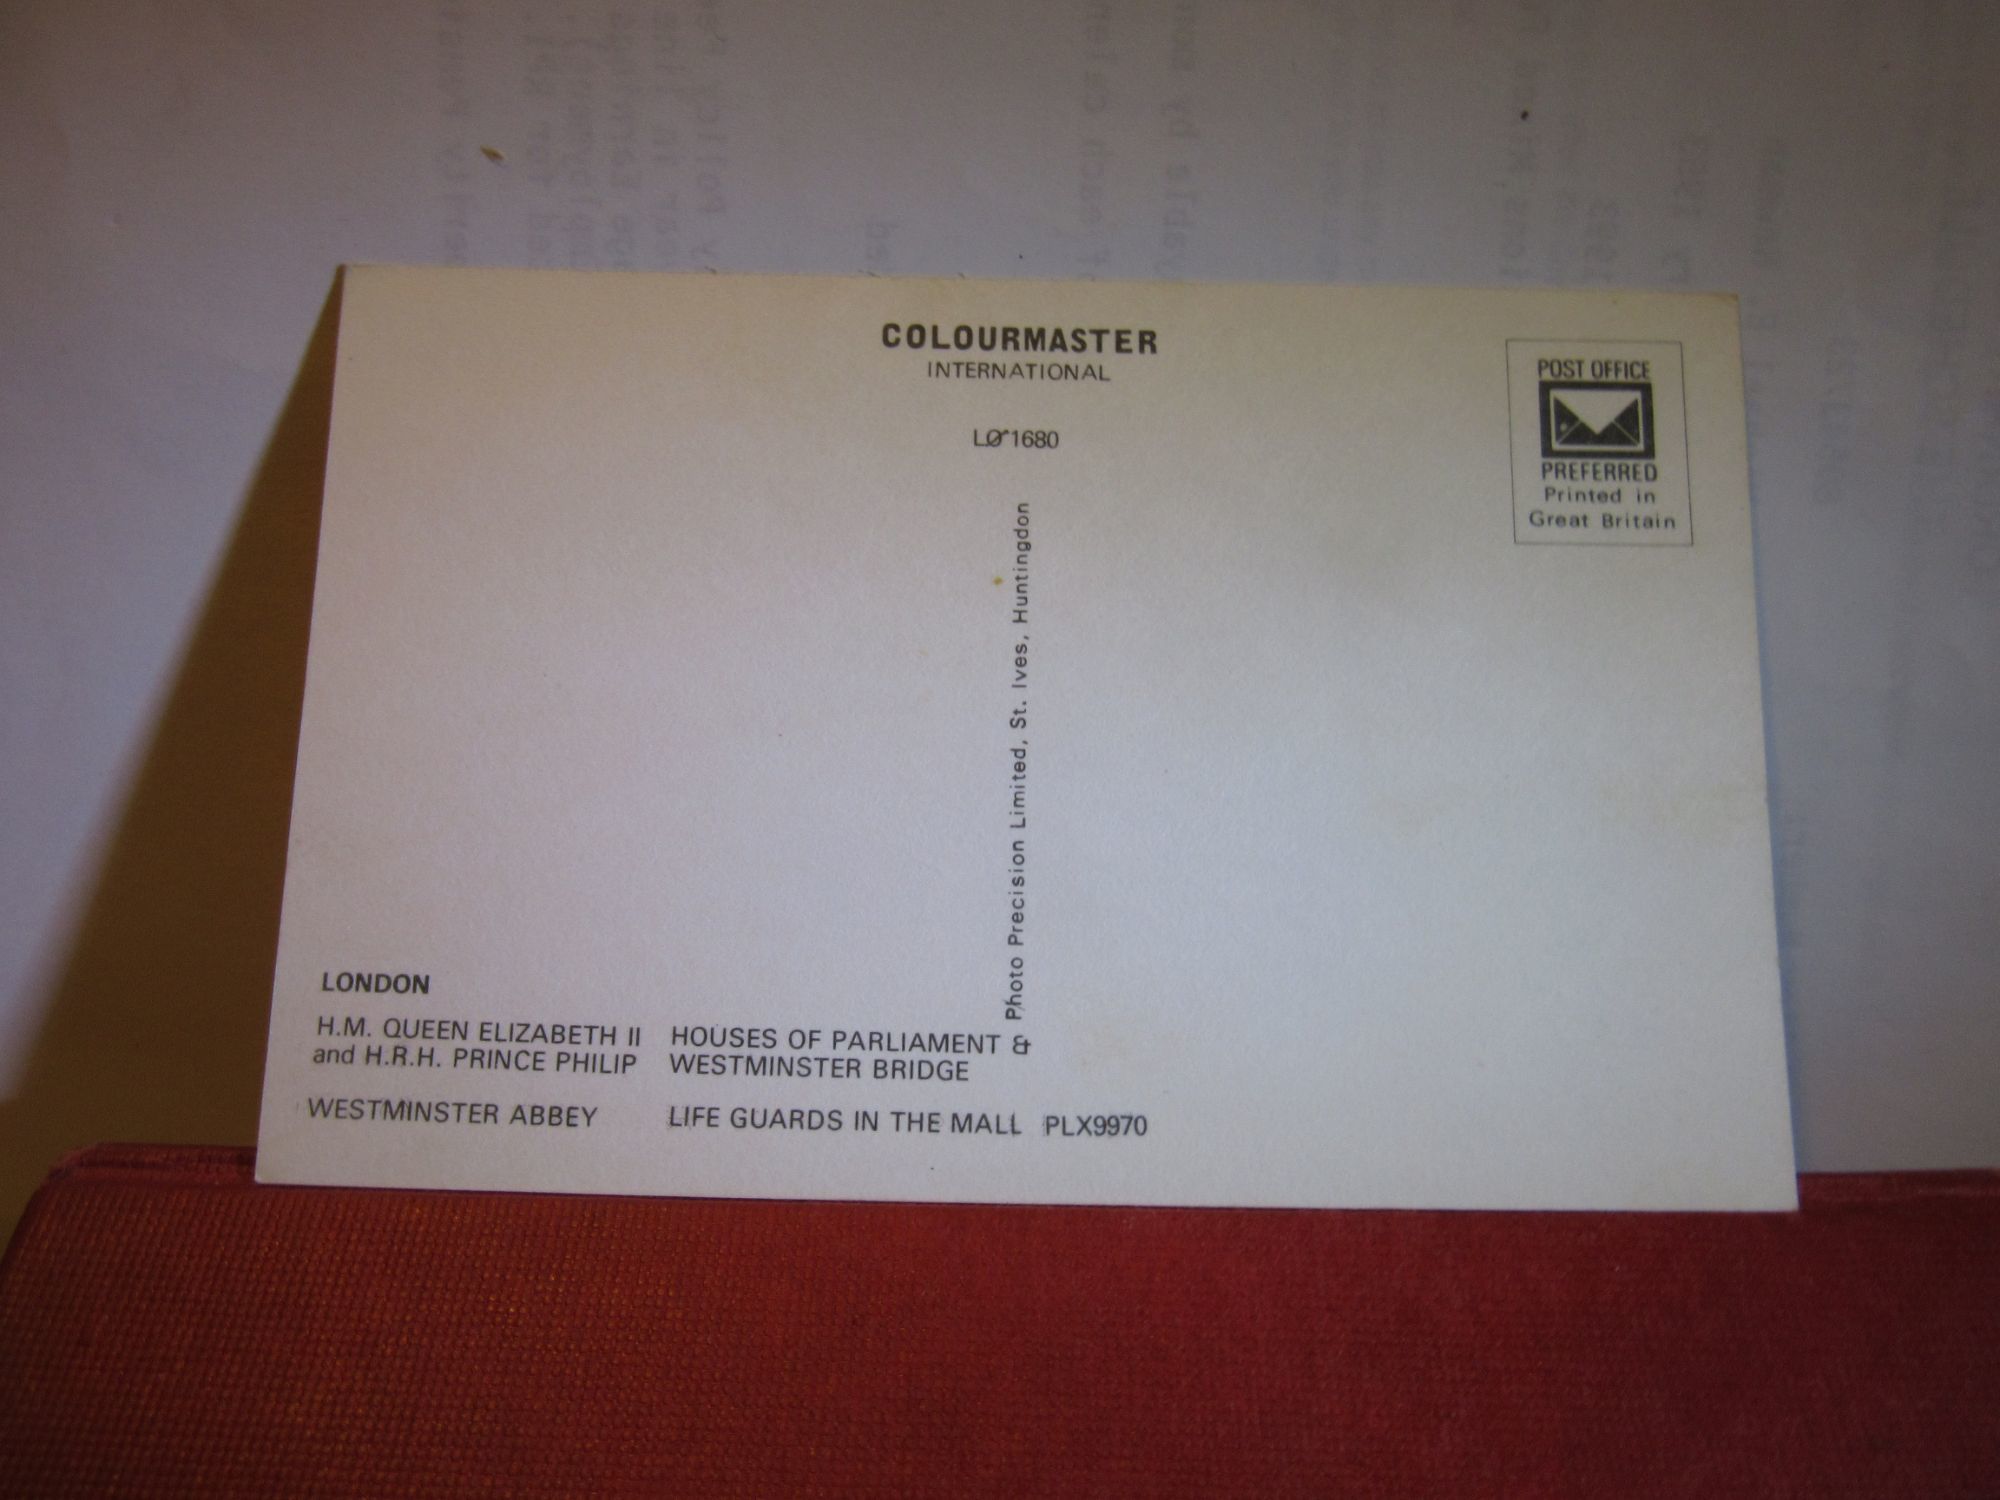 COLOURMASTER
INTERNATIONAL
LO 1680
POST OFFICE
PREFERRED
Printed in
Great Britain
Photo Precision Limited, St. Ives, Huntingdon
LONDON
H.M. QUEEN ELIZABETH II
and H.R.H. PRINCE PHILIP
HOUSES OF PARLIAMENT &
WESTMINSTER BRIDGE
WESTMINSTER ABBEY
LIFE GUARDS IN THE MALL
PLX9970